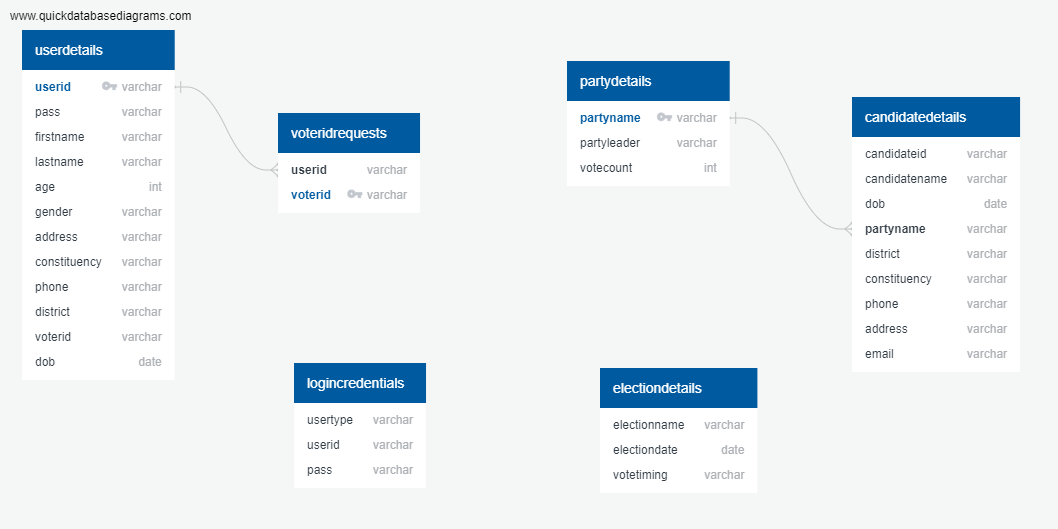 www.quickdatabasediagrams.com
userdetails
userid varchar
pass varchar
firstname varchar
lastname varchar
age int
gender varchar
address varchar
constituency varchar
phone varchar
district varchar
voterid varchar
dob date
voteridrequests
userid varchar
voterid varchar
partydetails
partyname varchar
partyleader varchar
votecount int
candidatedetails
candidateid varchar
candidatename varchar
dob date
partyname varchar
district varchar
constituency varchar
phone varchar
address varchar
email varchar
logincredentials
usertype varchar
userid varchar
pass varchar
electiondetails
electionname varchar
electiondate date
votetiming varchar